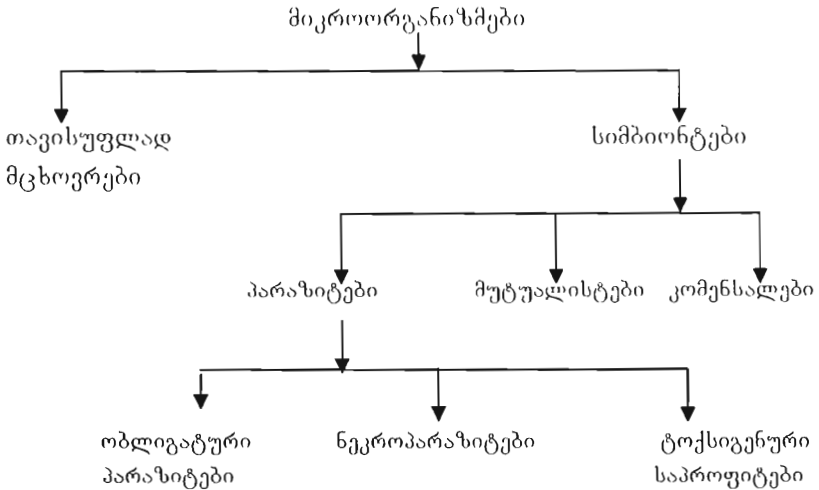 მიკროორგანიზმები
თავისუფლად
მცხოვრები
სიმბიონტები
პარაზიტები
მუტუალისტები
კომენსალები
ობლიგატური
პარაზიტები
ნეკროპარაზიტები
ტოქსიგენური
საპროფიტები